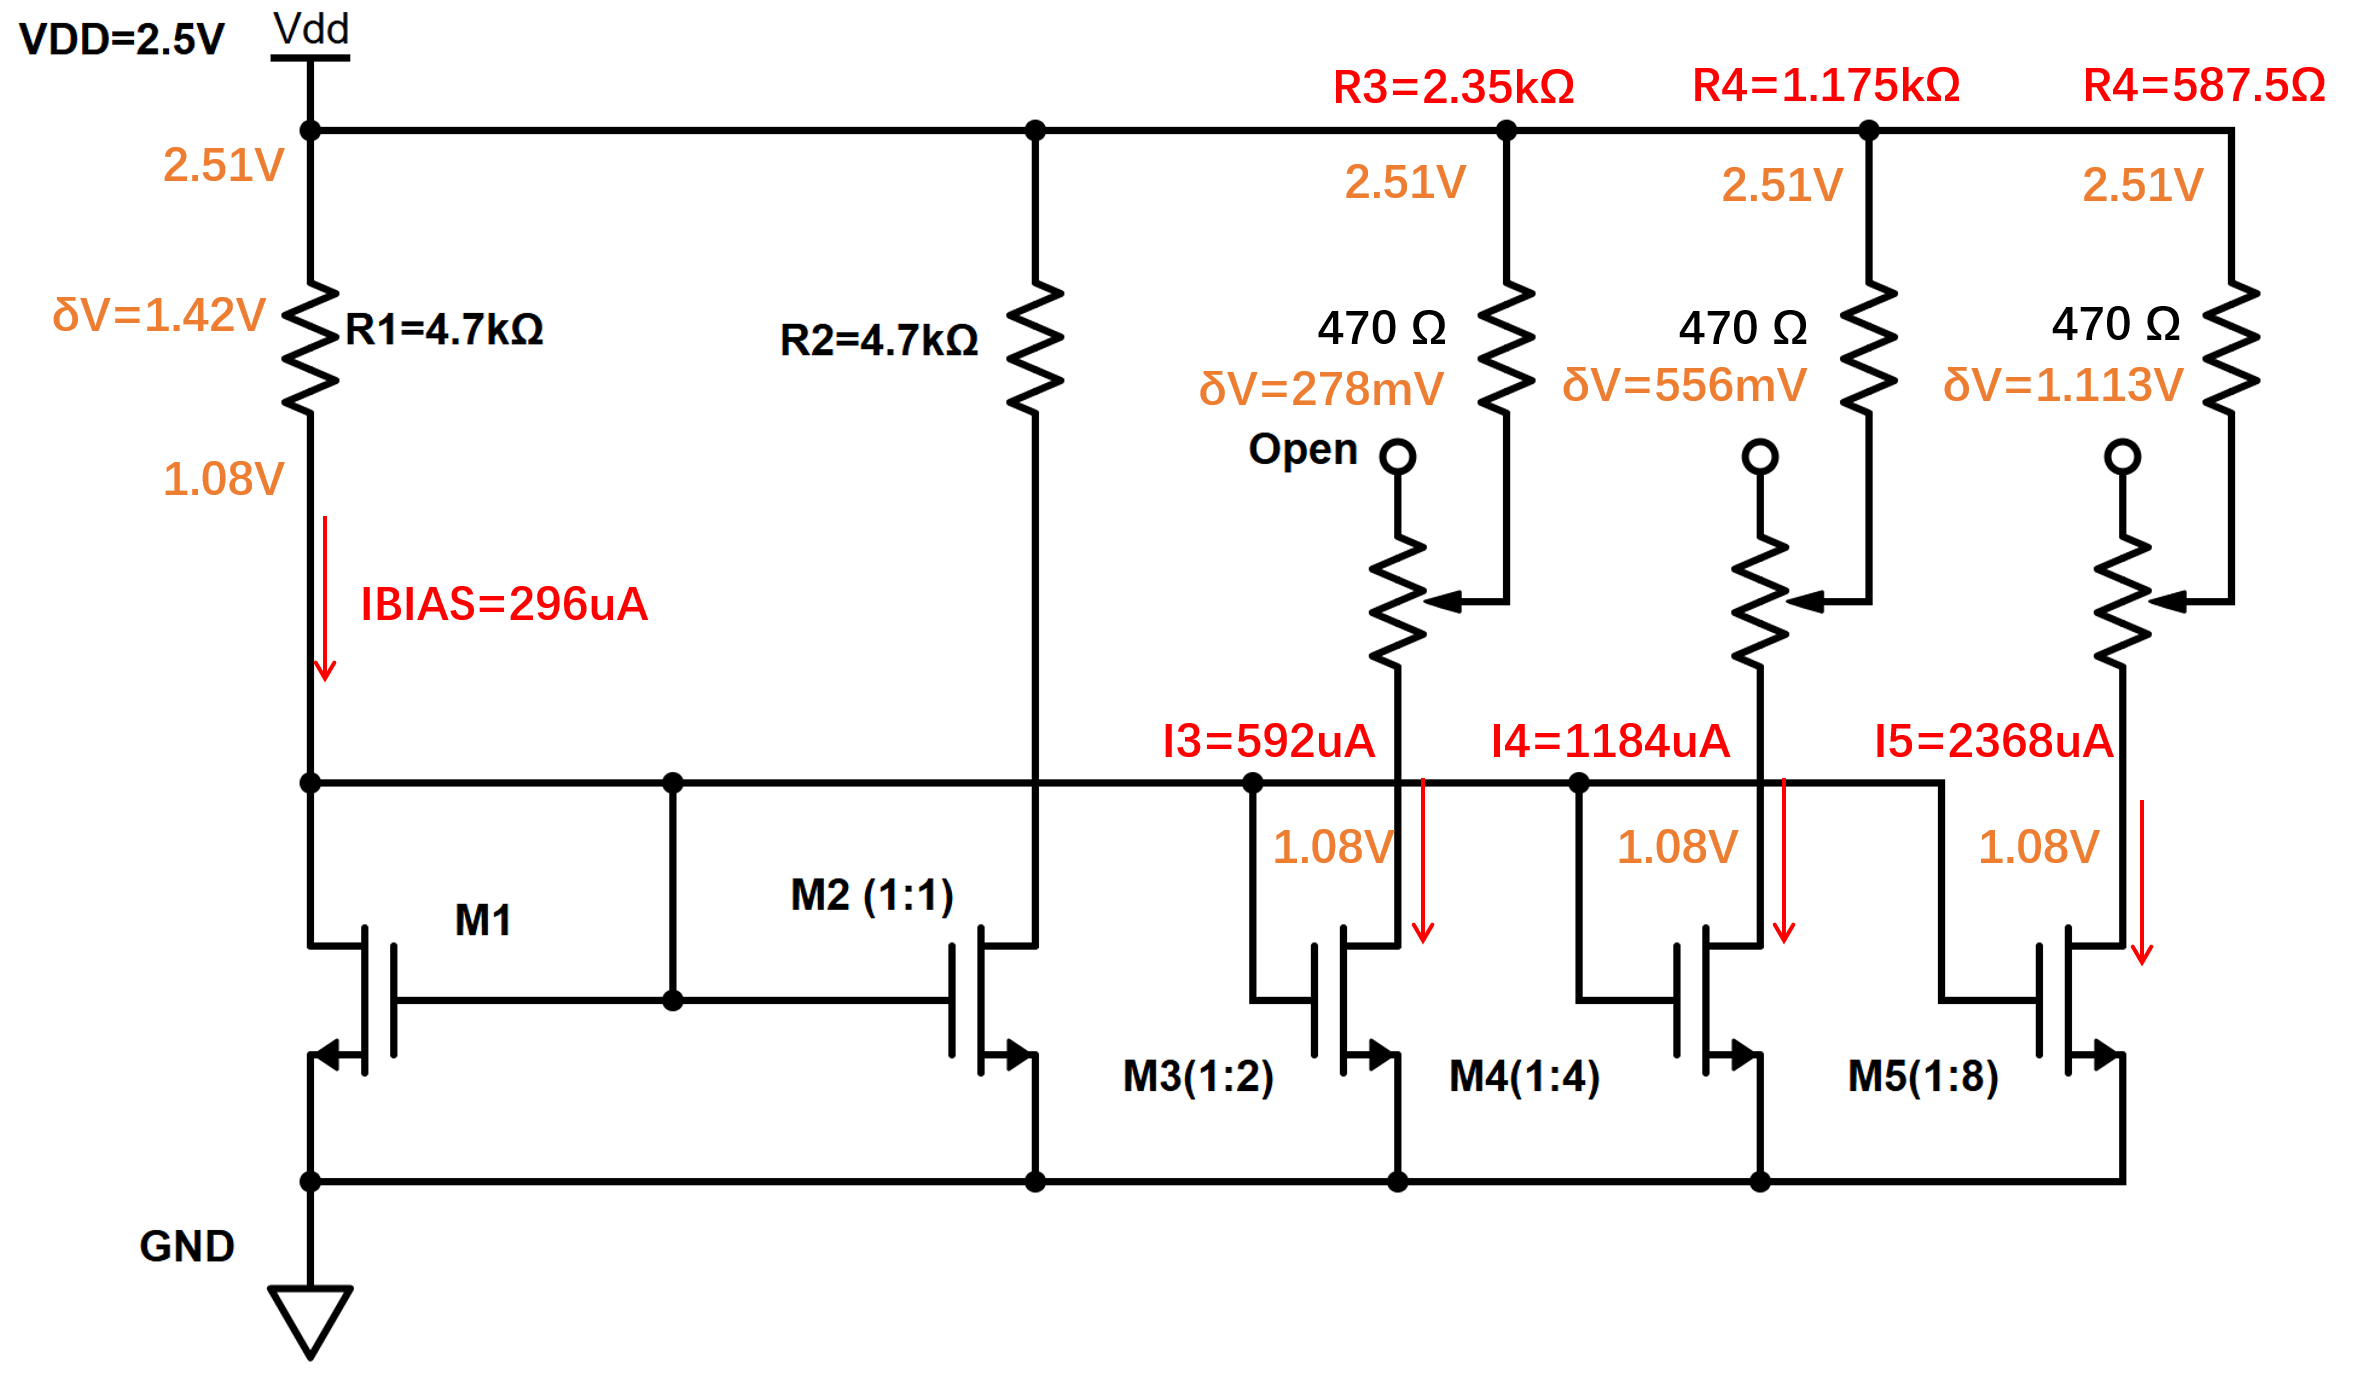 VDD=2.5V
Vdd
R3=2.35kΩ
R4=1.175kΩ
R4=587.5Ω
2.51V
2.51V
2.51V
2.51V
δV=1.42V
R1=4.7kΩ
R2=4.7kΩ
470 Ω
470 Ω
470 Ω
δV=278mV
δV=556mV
δV=1.113V
Open
1.08V
IBIAS=296uA
I3=592uA
I4=1184uA
I5=2368uA
1.08V
1.08V
1.08V
M1
M2 (1:1)
M3(1:2)
M4(1:4)
M5(1:8)
GND